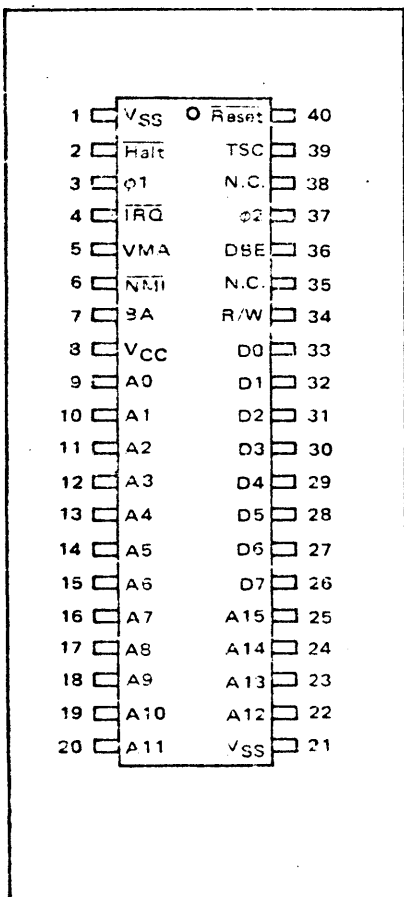 1 VSS Reset 40
2 Halt TSC 39
3 φ1 N.C. 38
4 IRQ φ2 37
5 VMA DBE 36
6 NMI N.C. 35
7 BA R/W 34
8 VCC D0 33
9 A0 D1 32
10 A1 D2 31
11 A2 D3 30
12 A3 D4 29
13 A4 D5 28
14 A5 D6 27
15 A6 D7 26
16 A7 A15 25
17 A8 A14 24
18 A9 A13 23
19 A10 A12 22
20 A11 VSS 21